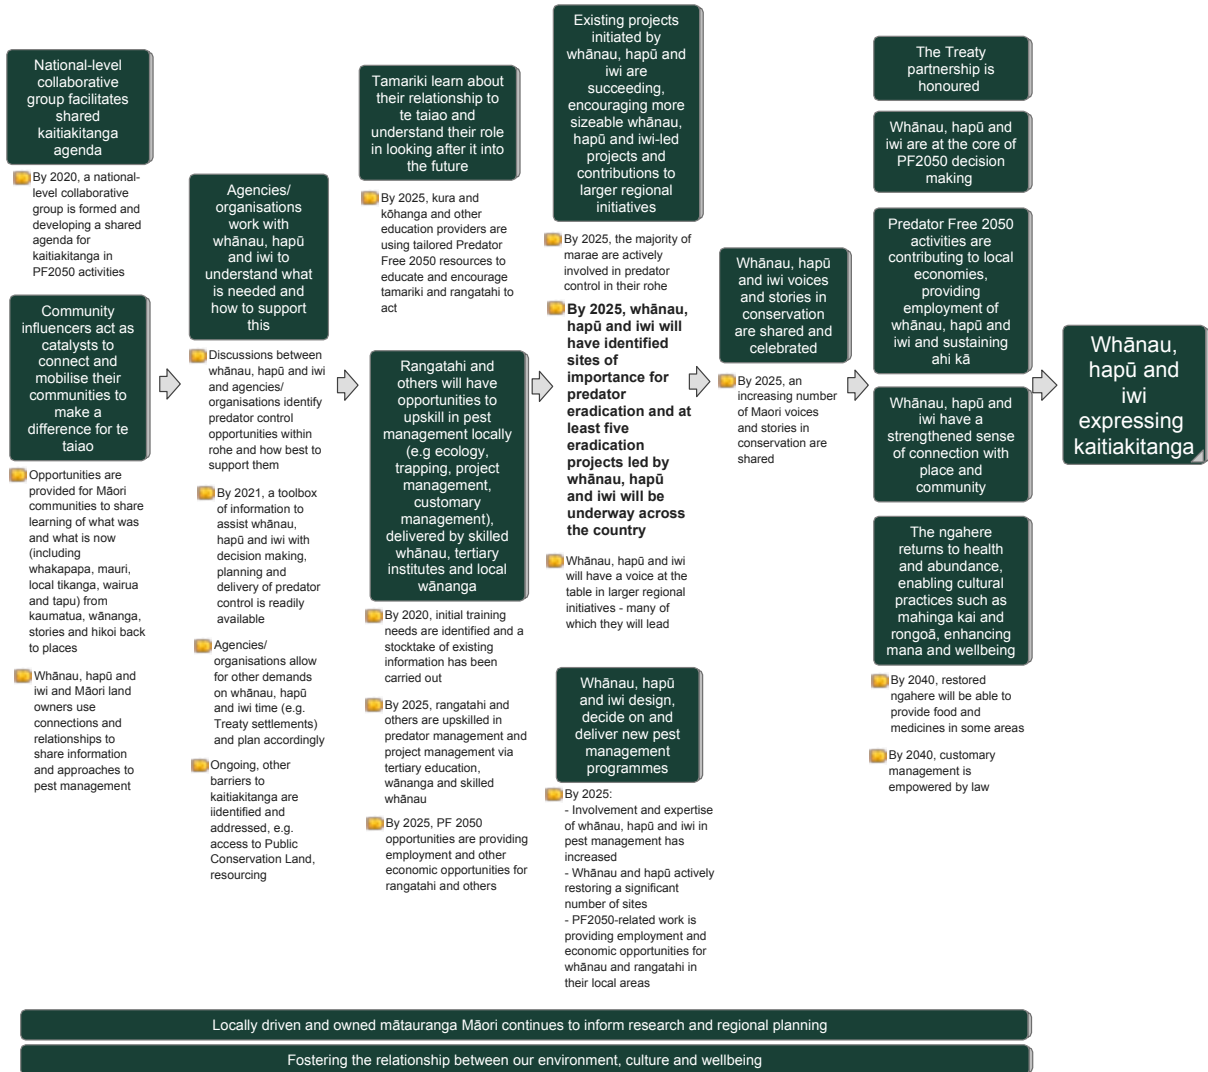 National-level
collaborative
group facilitates
shared
kaitiakitanga
agenda
By 2020, a national-
level collaborative
group is formed and
developing a shared
agenda for
kaitiakitanga in
PF2050 activities
Community
influencers act as
catalysts to
connect and
mobilise their
communities to
make a
difference for te
taiao
Opportunities are
provided for Māori
communities to share
learning of what was
and what is now
(including
whakapapa, mauri,
local tikanga, wairua
and tapu) from
kaumatua, wānanga,
stories and hikoi back
to places
Whānau, hapū and
iwi and Māori land
owners use
connections and
relationships to
share information
and approaches to
pest management
Agencies/
organisations
work with
whānau, hapū
and iwi to
understand what
is needed and
how to support
this
Discussions between
whānau, hapū and iwi
and agencies/
organisations identify
predator control
opportunities within
rohe and how best to
support them
By 2021, a toolbox
of information to
assist whānau,
hapū and iwi with
decision making,
planning and
delivery of predator
control is readily
available
Agencies/
organisations allow
for other demands
on whānau, hapū
and iwi time (e.g.
Treaty settlements)
and plan accordingly
Ongoing, other
barriers to
kaitiakitanga are
iidentified and
addressed, e.g.
access to Public
Conservation Land,
resourcing
Tamariki learn about
their relationship to
te taiao and
understand their role
in looking after it into
the future
By 2025, kura and
kōhanga and other
education providers are
using tailored Predator
Free 2050 resources to
educate and encourage
tamariki and rangatahi to
act
Rangatahi and
others will have
opportunities to
upskill in pest
management locally
(e.g ecology,
trapping, project
management,
customary
management),
delivered by skilled
whānau, tertiary
institutes and local
wānanga
By 2020, initial training
needs are identified and a
stocktake of existing
information has been
carried out
By 2025, rangatahi and
others are upskilled in
predator management and
project management via
tertiary education,
wānanga and skilled
whānau
By 2025, PF 2050
opportunities are providing
employment and other
economic opportunities for
rangatahi and others
Existing projects
initiated by
whānau, hapū and
iwi are
succeeding,
encouraging more
sizeable whānau,
hapū and iwi-led
projects and
contributions to
larger regional
initiatives
By 2025, the majority of
marae are actively
involved in predator
control in their rohe
By 2025, whānau,
hapū and iwi will
have identified
sites of
importance for
predator
eradication and at
least five
eradication
projects led by
whānau, hapū
and iwi will be
underway across
the country
Whānau, hapū and iwi
will have a voice at the
table in larger regional
initiatives - many of
which they will lead
Whānau, hapū
and iwi design,
decide on and
deliver new pest
management
programmes
By 2025:
- Involvement and expertise
of whānau, hapū and iwi in
pest management has
increased
- Whānau and hapū actively
restoring a significant
number of sites
- PF2050-related work is
providing employment and
economic opportunities for
whānau and rangatahi in
their local areas
Whānau, hapū
and iwi voices
and stories in
conservation
are shared and
celebrated
By 2025, an
increasing number
of Maori voices
and stories in
conservation are
shared
The Treaty
partnership is
honoured
Whānau, hapū and
iwi are at the core of
PF2050 decision
making
Predator Free 2050
activities are
contributing to local
economies,
providing
employment of
whānau, hapū and
iwi and sustaining
ahi kā
Whānau, hapū and
iwi have a
strengthened sense
of connection with
place and
community
The ngahere
returns to health
and abundance,
enabling cultural
practices such as
mahinga kai and
rongoā, enhancing
mana and wellbeing
By 2040, restored
ngahere will be able to
provide food and
medicines in some areas
By 2040, customary
management is
empowered by law
Whānau,
hapū and
iwi
expressing
kaitiakitanga
Locally driven and owned mātauranga Māori continues to inform research and regional planning
Fostering the relationship between our environment, culture and wellbeing